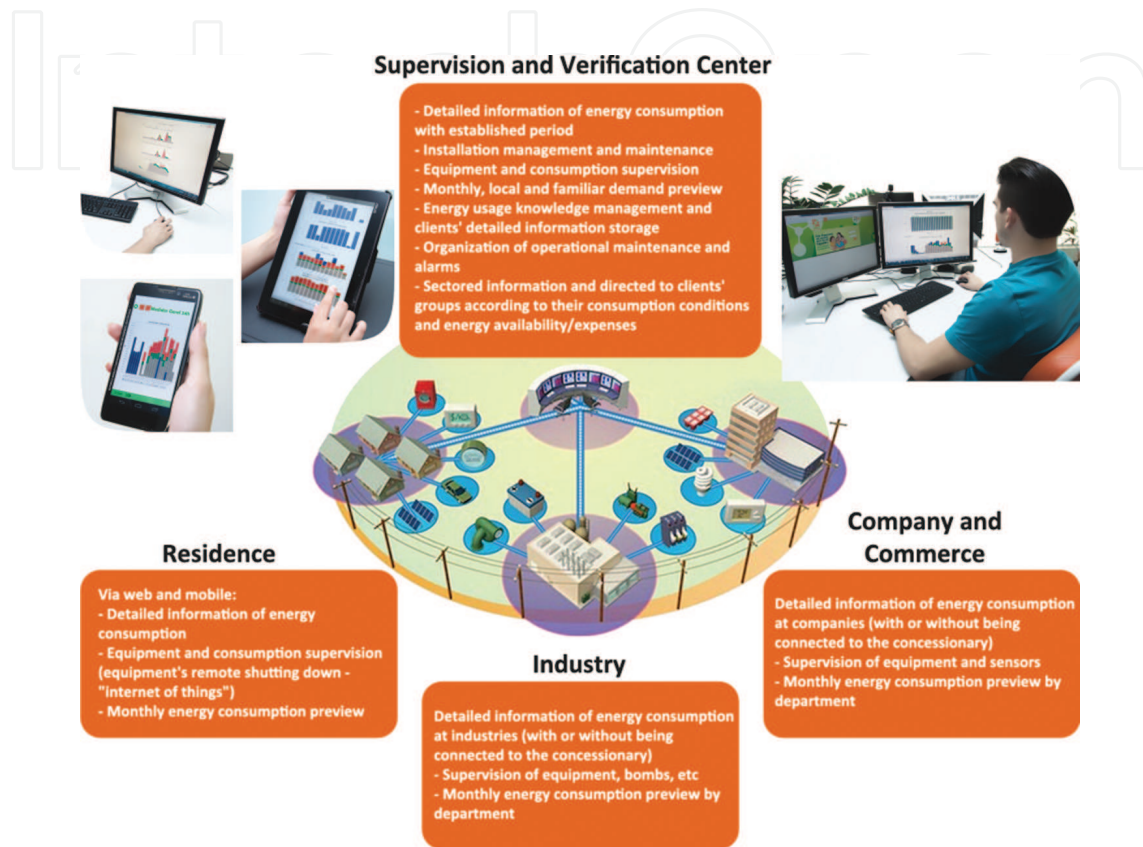 Supervision and Verification Center
- Detailed information of energy consumption
with established period
- Installation management and maintenance
- Equipment and consumption supervision
- Monthly, local and familiar demand preview
- Energy usage knowledge management and
clients' detailed information storage
- Organization of operational maintenance and
alarms
- Sectored information and directed to clients'
groups according to their consumption conditions
and energy availability/expenses
Residence
Via web and mobile:
- Detailed information of energy
consumption
- Equipment and consumption supervision
(equipment's remote shutting down -
"internet of things")
- Monthly energy consumption preview
Industry
Detailed information of energy consumption
at industries (with or without being
connected to the concessionary)
- Supervision of equipment, bombs, etc
- Monthly energy consumption preview by
department
Company and
Commerce
Detailed information of energy consumption
at companies (with or without being
connected to the concessionary)
- Supervision of equipment and sensors
- Monthly energy consumption preview by
department